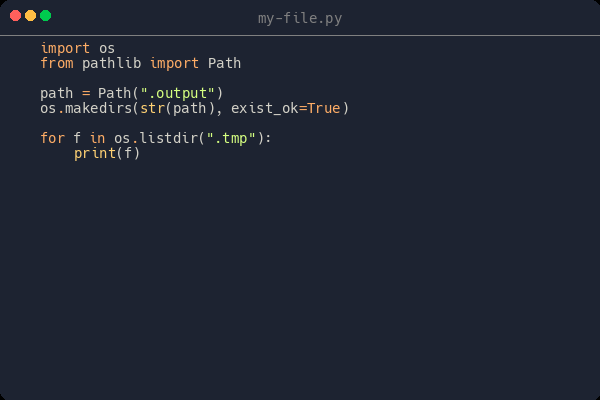 my-file.py
import os
from pathlib import Path
path = Path(".output")
os.makedirs(str(path), exist_ok=True)
for f in os.listdir(".tmp"):
    print(f)